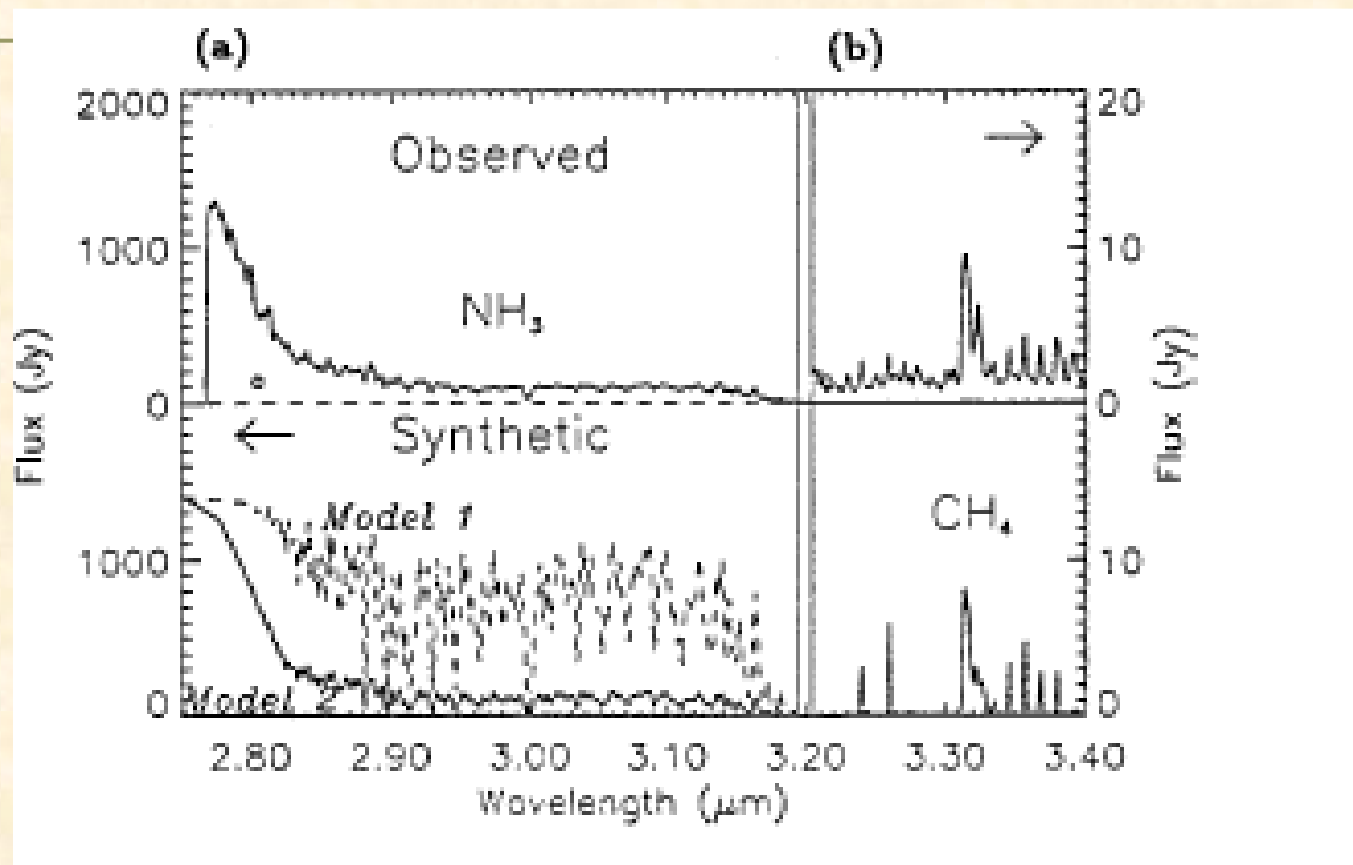 (a) (b)
2000 20
Observed
1000 10
NH₃
0 0
Synthetic
Model 1
CH₄
1000 10
Model 2
0 0
2.80 2.90 3.00 3.10 3.20 3.30 3.40
Wavelength (μm)
Flux (Jy)
Flux (Jy)